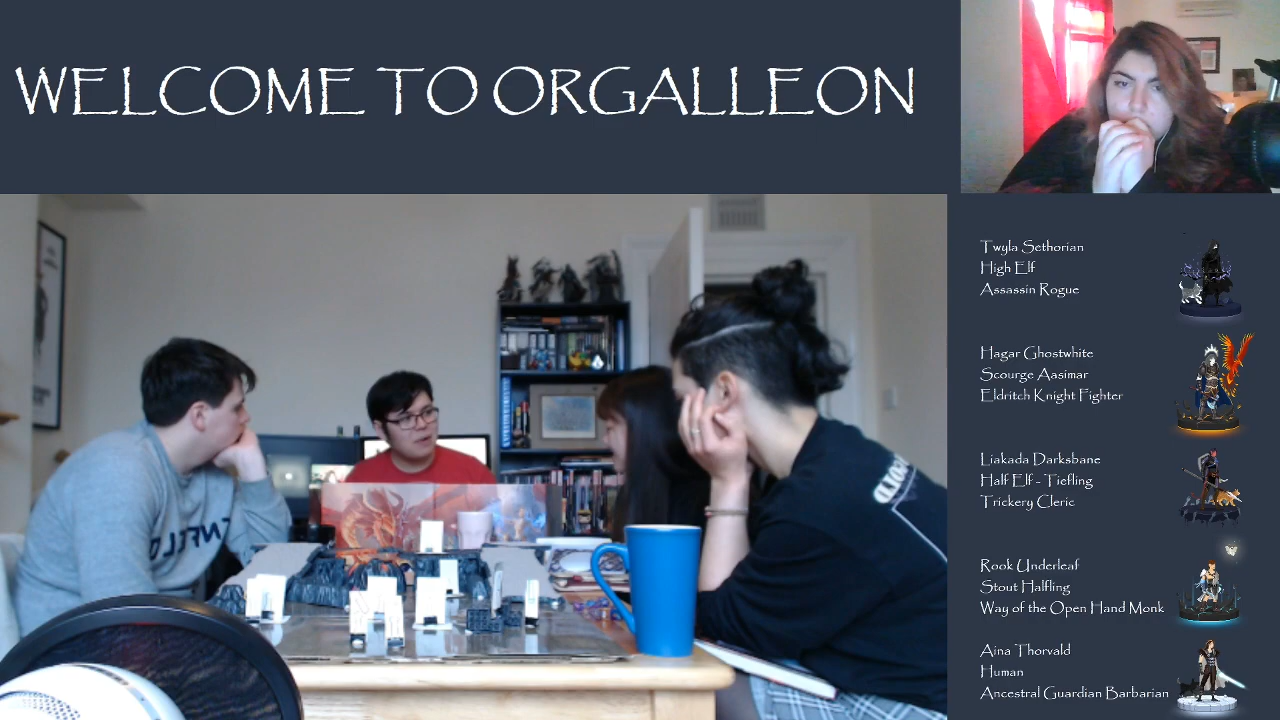 WELCOME TO ORGALLEON
Twyla Sethorian
High Elf
Assassin Rogue
Hagar Ghostwhite
Scourge Aasimar
Eldritch Knight Fighter
Liakada Darksbane
Half Elf - Tiefling
Trickery Cleric
Rook Underleaf
Stout Halfling
Way of the Open Hand Monk
Aina Thorvald
Human
Ancestral Guardian Barbarian